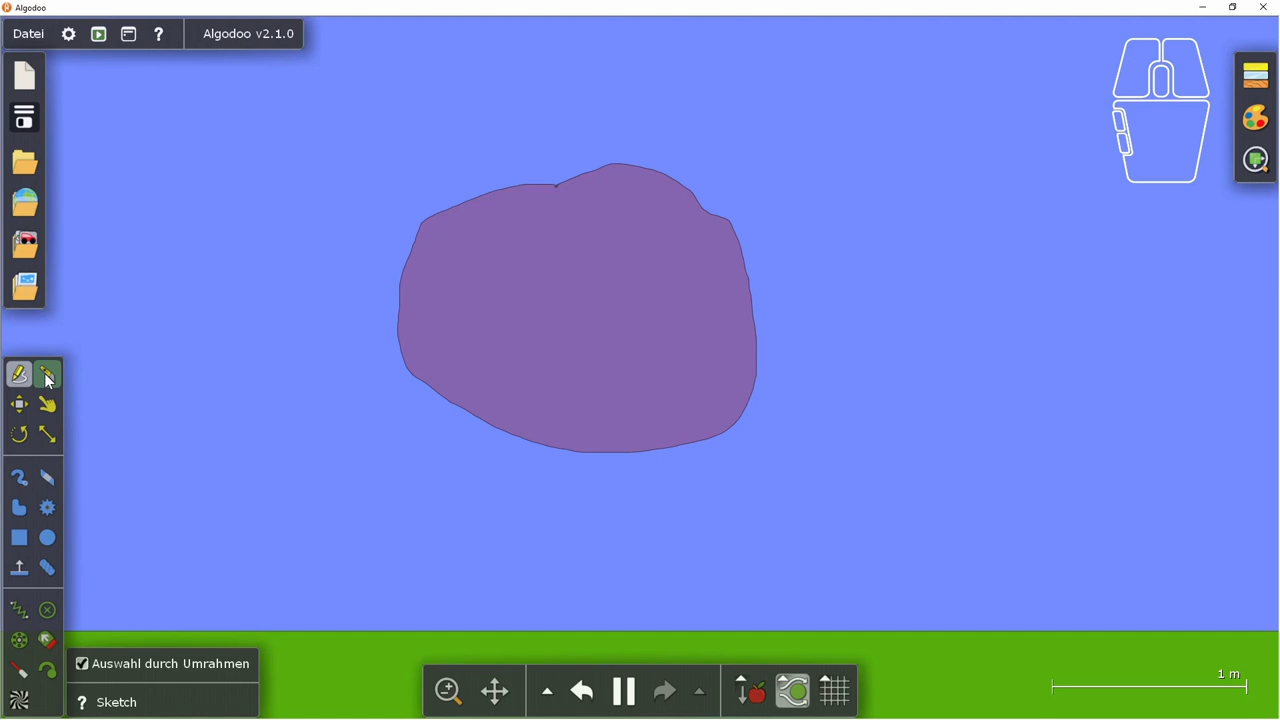 Algodoo
Datei
?
Algodoo v2.1.0
Auswahl durch Umrahmen
? Sketch
1 m